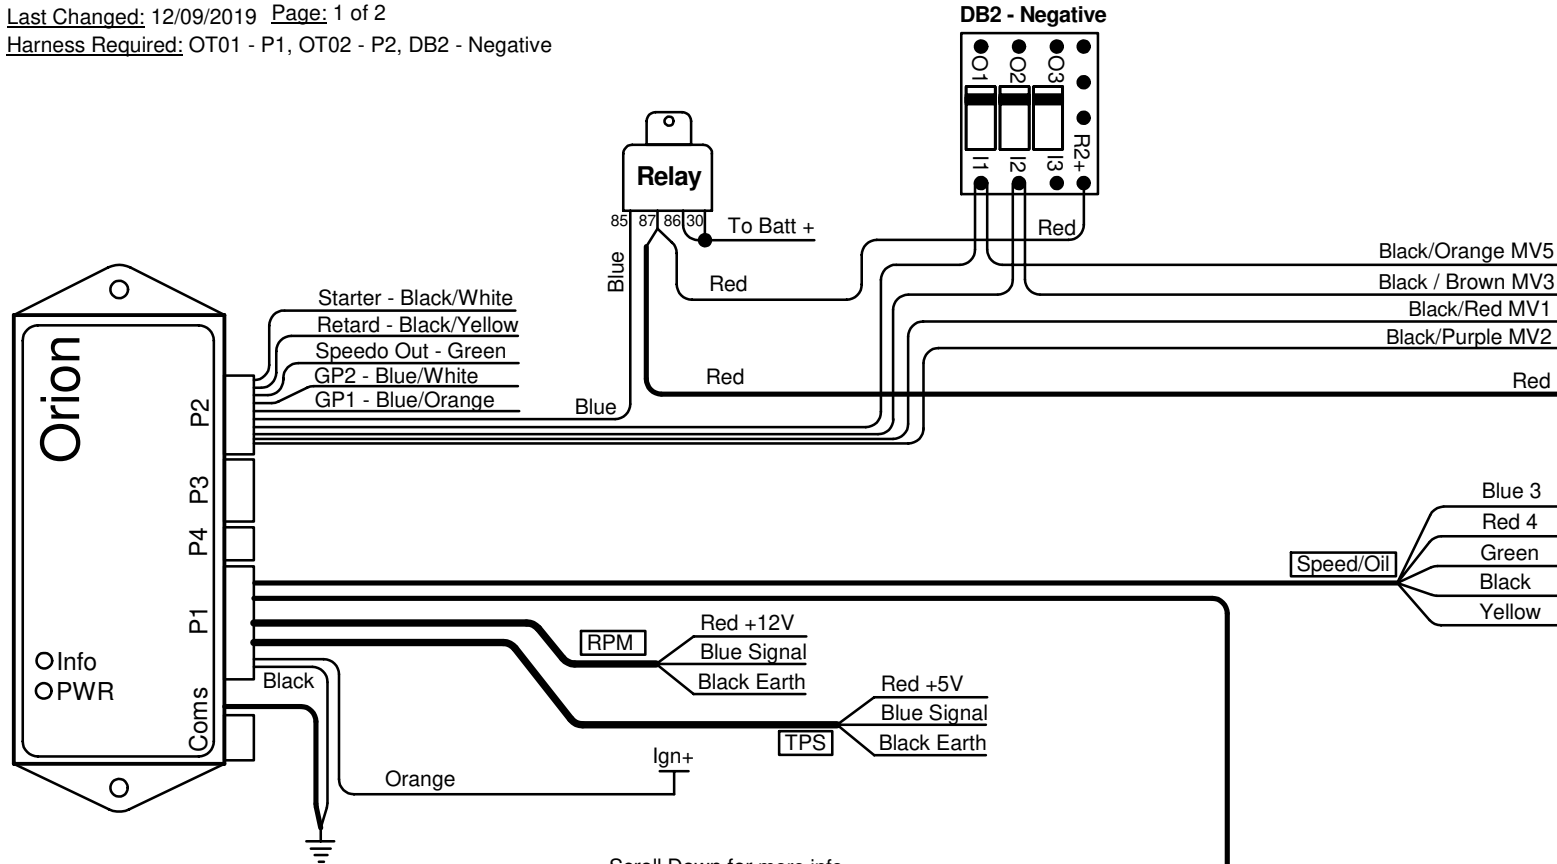 Last Changed: 12/09/2019 Page: 1 of 2
Harness Required: OT01 - P1, OT02 - P2, DB2 - Negative
DB2 - Negative
O1 O2 O3
I1 I2 I3 R2+
Relay
85 87 86 30
To Batt +
Red
Blue
Red
Black/Orange MV5
Black / Brown MV3
Black/Red MV1
Black/Purple MV2
Red
Red
Starter - Black/White
Retard - Black/Yellow
Speedo Out - Green
GP2 - Blue/White
GP1 - Blue/Orange
Blue
Orion
P2
P3
P4
P1
Coms
Info
PWR
Speed/Oil
Blue 3
Red 4
Green
Black
Yellow
RPM
Red +12V
Blue Signal
Black Earth
TPS
Red +5V
Blue Signal
Black Earth
Black
Orange
Ign+